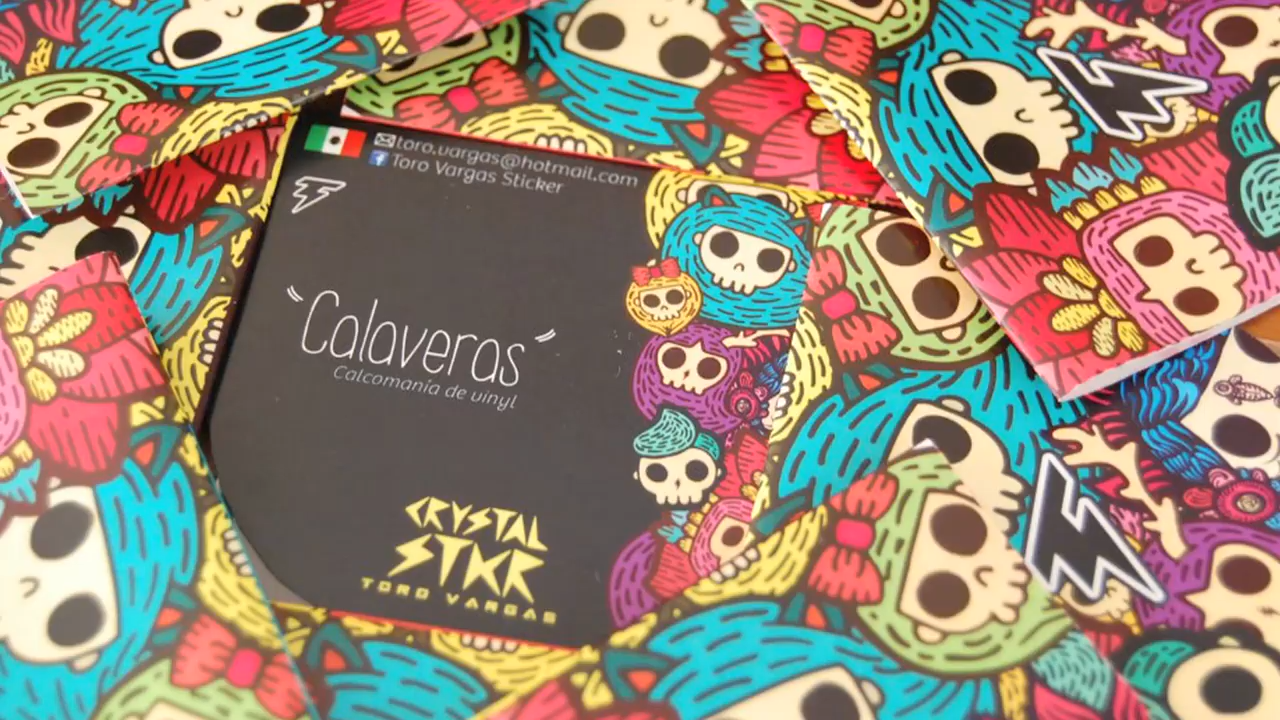 toro.vargas@hotmail.com
Toro Vargas Sticker
"Calaveras"
Calcomanía de vinyl
CRYSTAL
STKR
TORO VARGAS